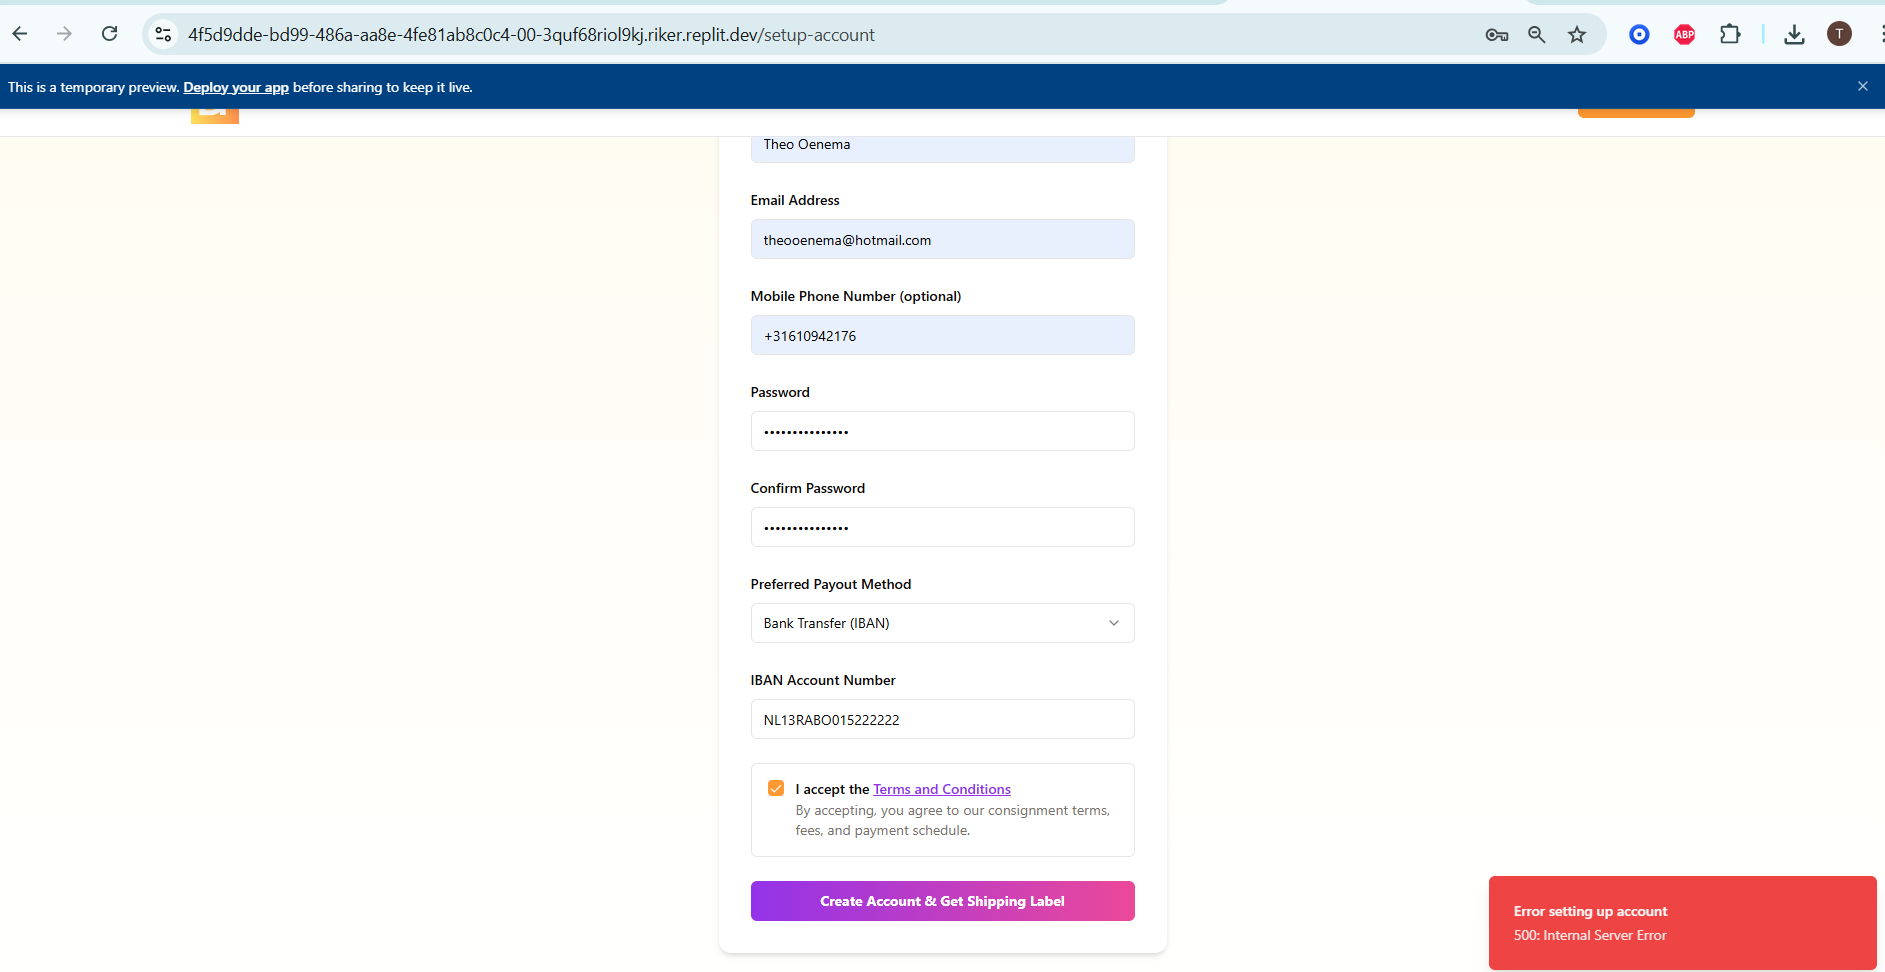 4f5d9dde-bd99-486a-aa8e-4fe81ab8c0c4-00-3quf68riol9kj.riker.replit.dev/setup-account
ABP
T
This is a temporary preview. Deploy your app before sharing to keep it live.
Theo Oenema
Email Address
theooenema@hotmail.com
Mobile Phone Number (optional)
+31610942176
Password
•••••••••••••••
Confirm Password
•••••••••••••••
Preferred Payout Method
Bank Transfer (IBAN)
IBAN Account Number
NL13RABO015222222
I accept the Terms and Conditions
By accepting, you agree to our consignment terms,
fees, and payment schedule.
Create Account & Get Shipping Label
Error setting up account
500: Internal Server Error